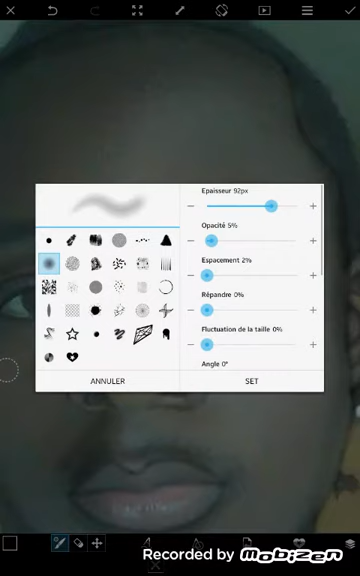 Epaisseur 92px
Opacité 5%
Espacement 2%
Répandre 0%
Fluctuation de la taille 0%
Angle 0°
ANNULER
SET
Recorded by mobizen